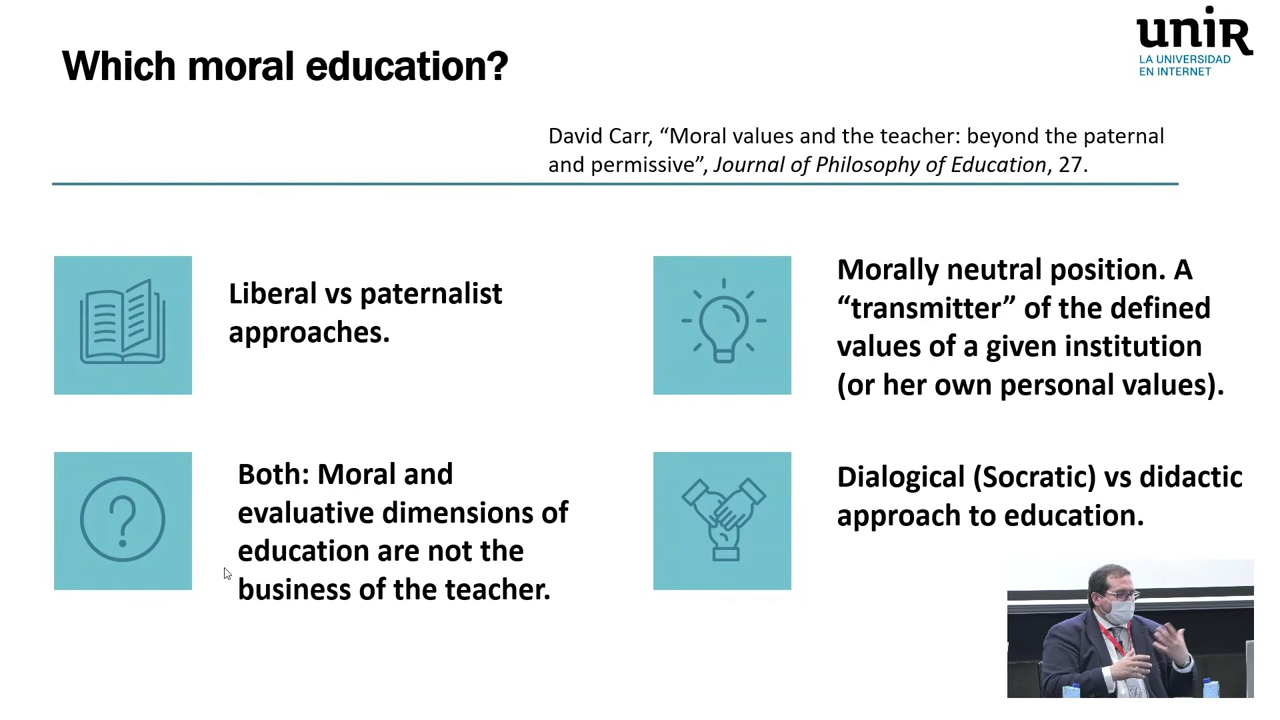 Which moral education?
uniR
LA UNIVERSIDAD
EN INTERNET
David Carr, “Moral values and the teacher: beyond the paternal
and permissive”, Journal of Philosophy of Education, 27.
Liberal vs paternalist
approaches.
Morally neutral position. A
“transmitter” of the defined
values of a given institution
(or her own personal values).
Both: Moral and
evaluative dimensions of
education are not the
business of the teacher.
Dialogical (Socratic) vs didactic
approach to education.